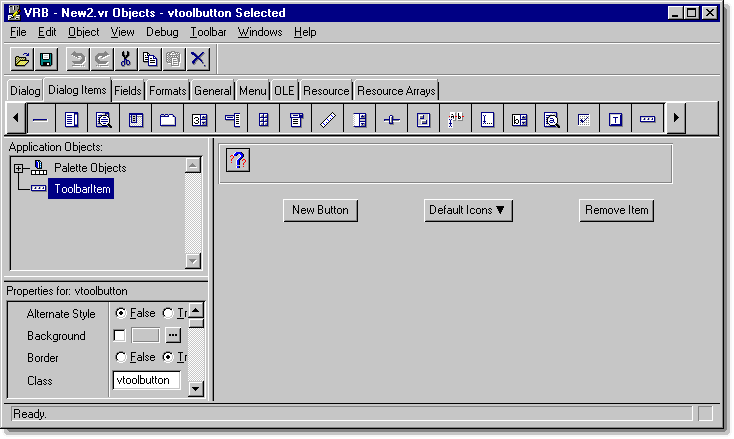 VRB - New2.vr Objects - vtoolbutton Selected
File Edit Object View Debug Toolbar Windows Help
Dialog Dialog Items Fields Formats General Menu OLE Resource Resource Arrays
Application Objects:
Palette Objects
ToolbarItem
New Button Default Icons ▼ Remove Item
Properties for: vtoolbutton
Alternate Style False Tr
Background
Border False Tr
Class vtoolbutton
Ready.